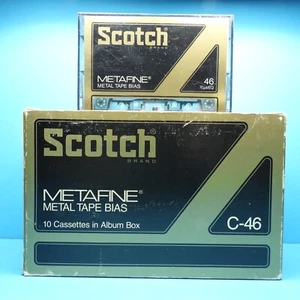 Scotch®
BRAND
METAFINE®
METAL TAPE BIAS
46
70μsEQ
Scotch®
BRAND
METAFINE®
METAL TAPE BIAS
10 Cassettes in Album Box
C-46